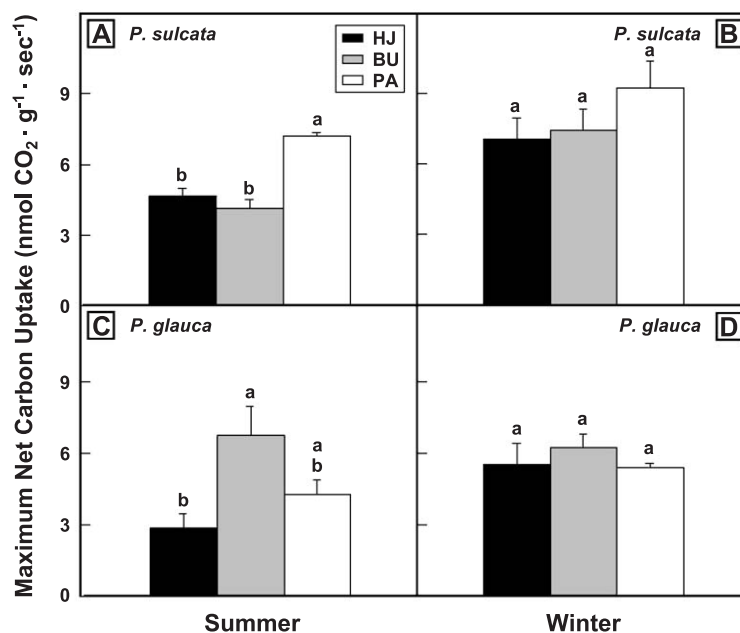 Maximum Net Carbon Uptake (nmol CO₂ · g⁻¹ · sec⁻¹)
A P. sulcata
HJ
BU
PA
9
6
3
0
b
b
a
P. sulcata B
a
a
a
C P. glauca
9
6
3
0
b
a
a
b
P. glauca D
a
a
a
Summer
Winter